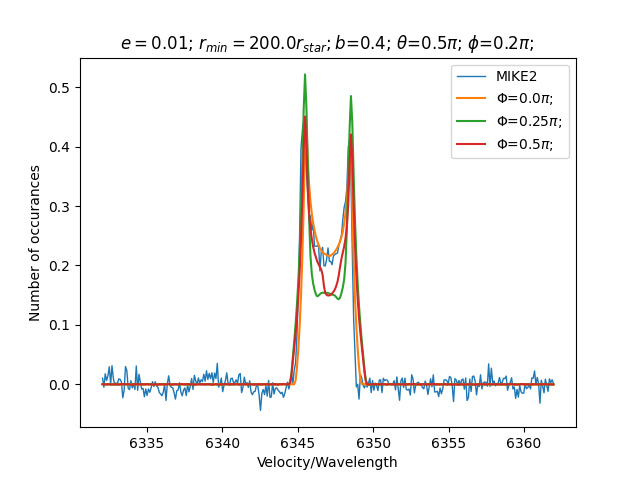 e = 0.01; r_min = 200.0r_star; b=0.4; θ=0.5π; ϕ=0.2π;
MIKE2
Φ=0.0π;
Φ=0.25π;
Φ=0.5π;
0.5
0.4
0.3
0.2
0.1
0.0
Number of occurances
6335 6340 6345 6350 6355 6360
Velocity/Wavelength